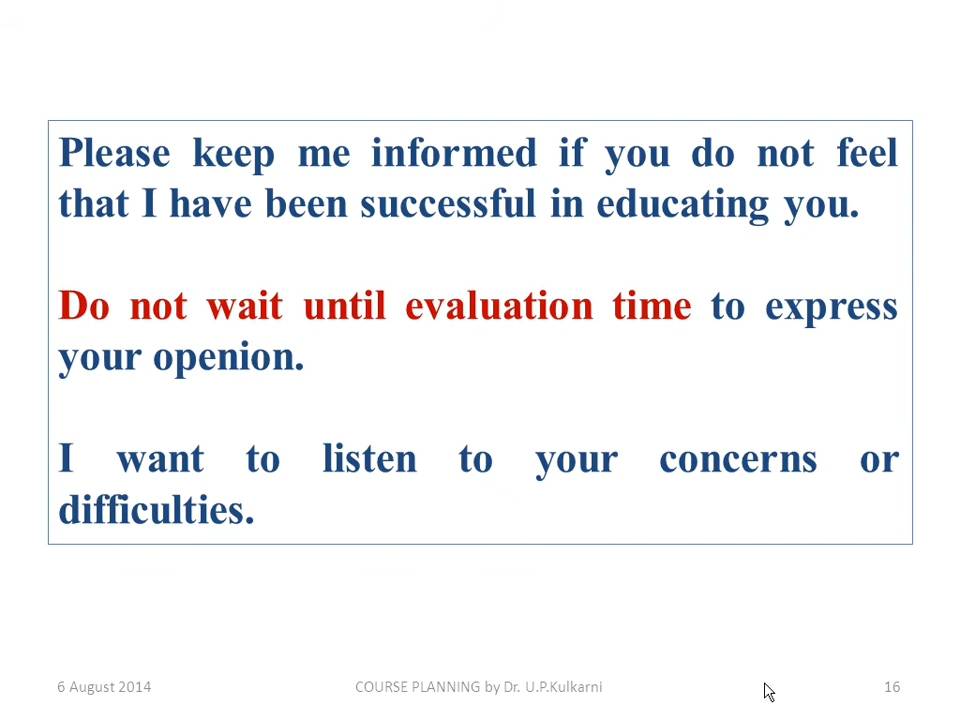 Please keep me informed if you do not feel
that I have been successful in educating you.
Do not wait until evaluation time to express
your openion.
I want to listen to your concerns or
difficulties.
6 August 2014
COURSE PLANNING by Dr. U.P.Kulkarni
16